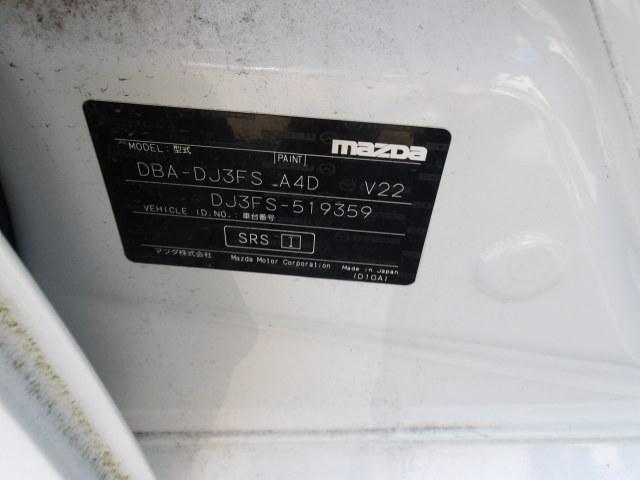 mazda
MODEL: 型式 PAINT
DBA-DJ3FS A4D V22
DJ3FS-519359
VEHICLE ID.NO.: 車台番号
SRS I
マツダ株式会社 Mazda Motor Corporation Made in Japan
(D10A)